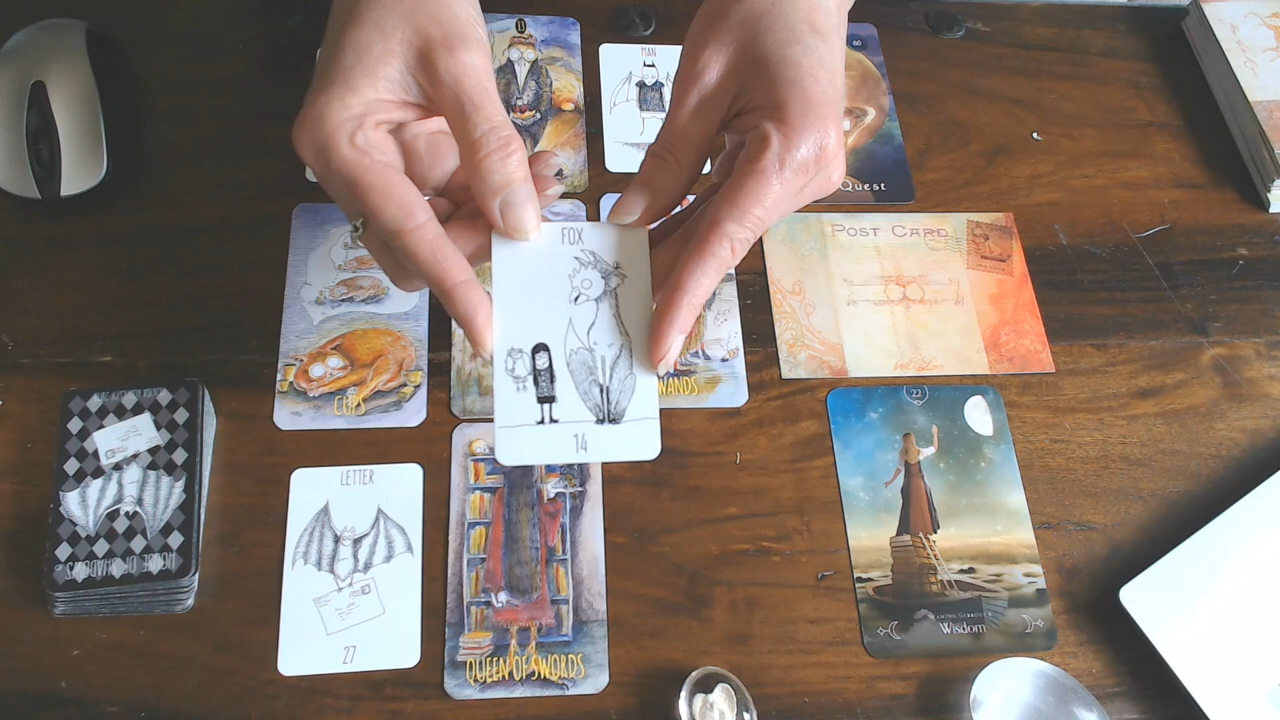 11
MAN
60
Quest
FOX
14
POST CARD
CUPS
WANDS
22
LETTER
27
QUEEN OF SWORDS
Wisdom
HOUSE OF SHADOWS